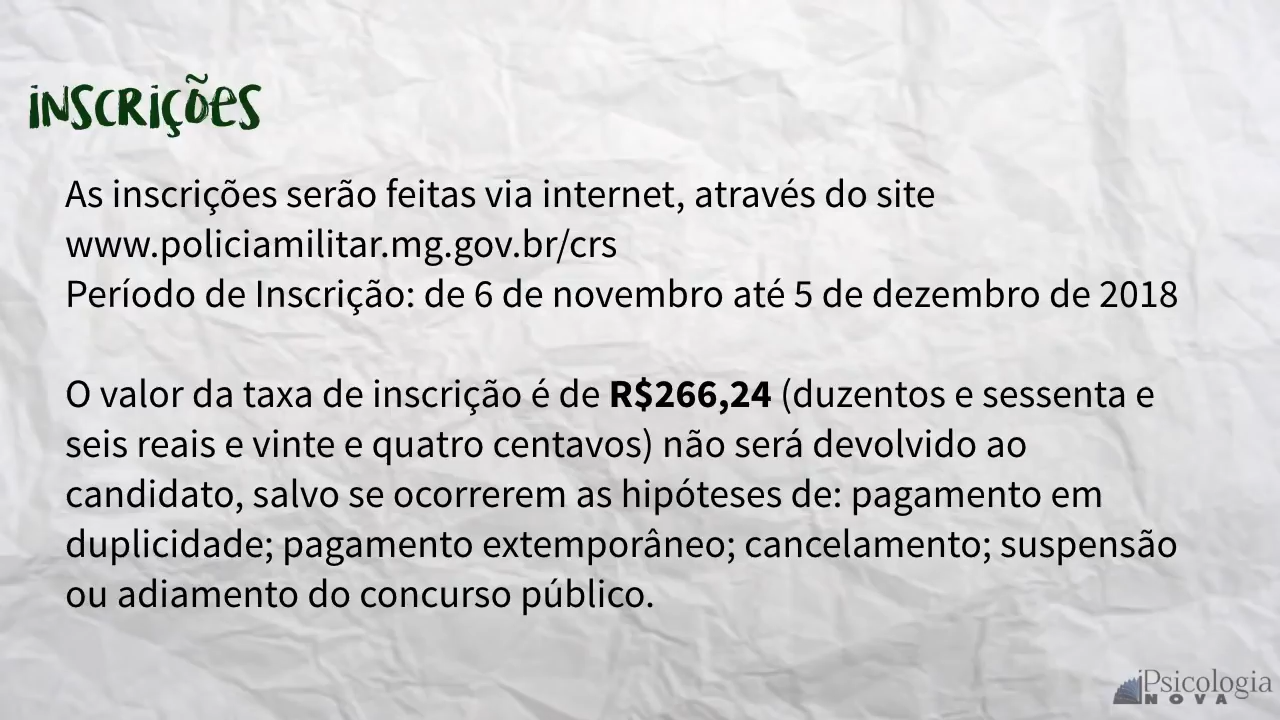 INSCRIÇÕES
As inscrições serão feitas via internet, através do site
www.policiamilitar.mg.gov.br/crs
Período de Inscrição: de 6 de novembro até 5 de dezembro de 2018
O valor da taxa de inscrição é de R$266,24 (duzentos e sessenta e
seis reais e vinte e quatro centavos) não será devolvido ao
candidato, salvo se ocorrerem as hipóteses de: pagamento em
duplicidade; pagamento extemporâneo; cancelamento; suspensão
ou adiamento do concurso público.
Psicologia
NOVA